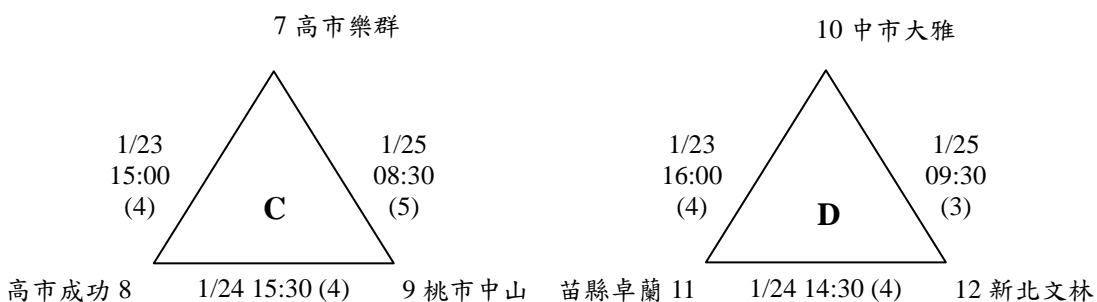 7 高市樂群
10 中市大雅
1/23
15:00
(4)
1/25
08:30
(5)
C
1/23
16:00
(4)
1/25
09:30
(3)
D
高市成功 8
1/24 15:30 (4)
9 桃市中山
苗縣卓蘭 11
1/24 14:30 (4)
12 新北文林